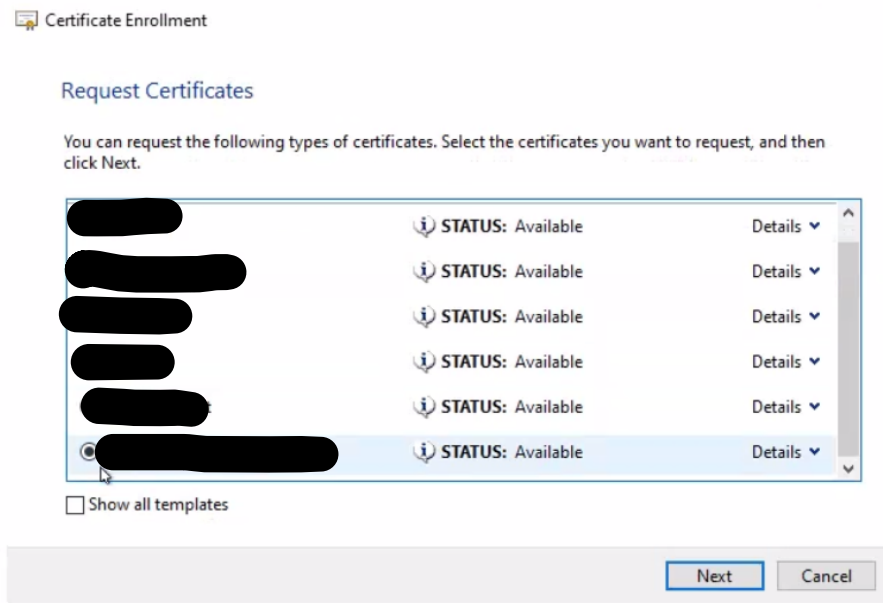 Certificate Enrollment
Request Certificates
You can request the following types of certificates. Select the certificates you want to request, and then
click Next.
STATUS: Available Details
STATUS: Available Details
STATUS: Available Details
STATUS: Available Details
STATUS: Available Details
STATUS: Available Details
Show all templates
Next Cancel